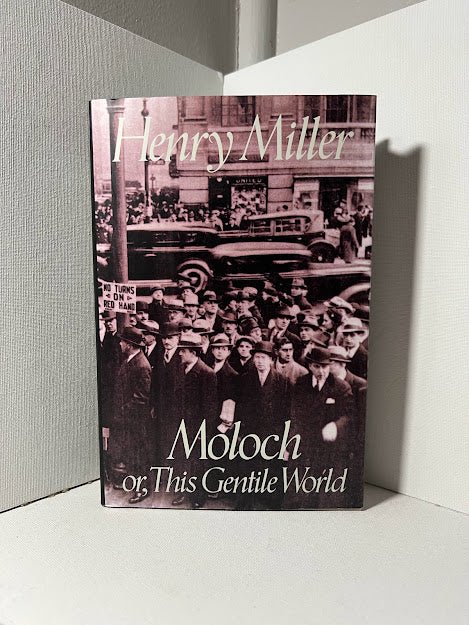 Henry Miller
UNITED
NO TURNS
ON
RED HAND
Moloch
or, This Gentile World